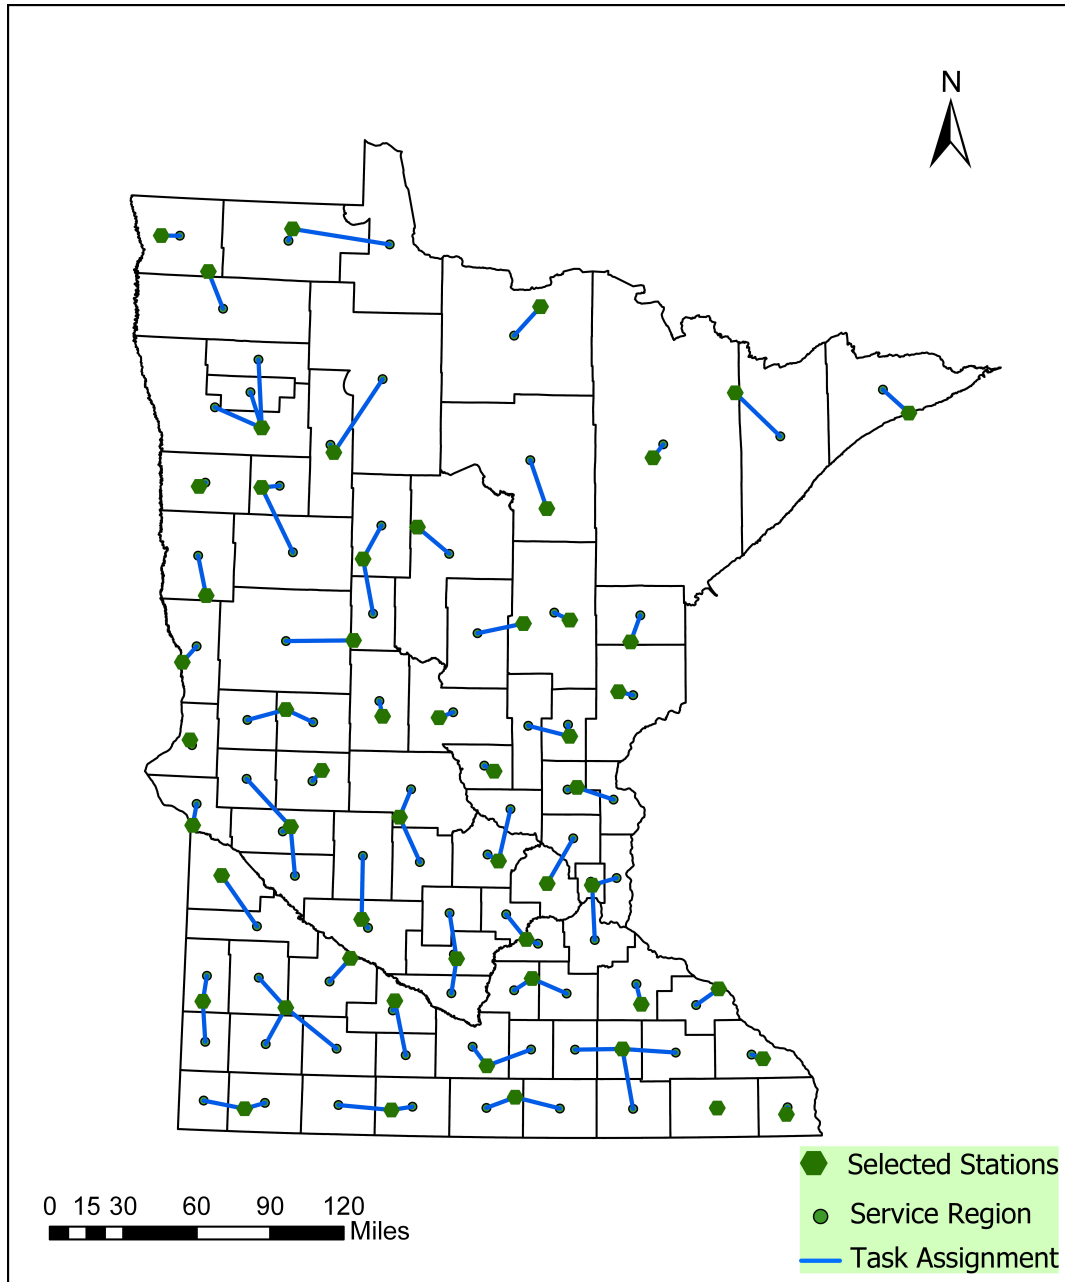 N
Selected Stations
Service Region
Task Assignment
0 15 30 60 90 120
Miles